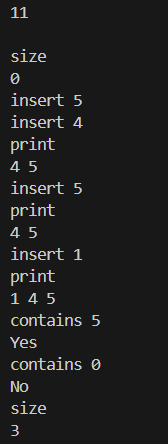 11
size
0
insert 5
insert 4
print
4 5
insert 5
print
4 5
insert 1
print
1 4 5
contains 5
Yes
contains 0
No
size
3